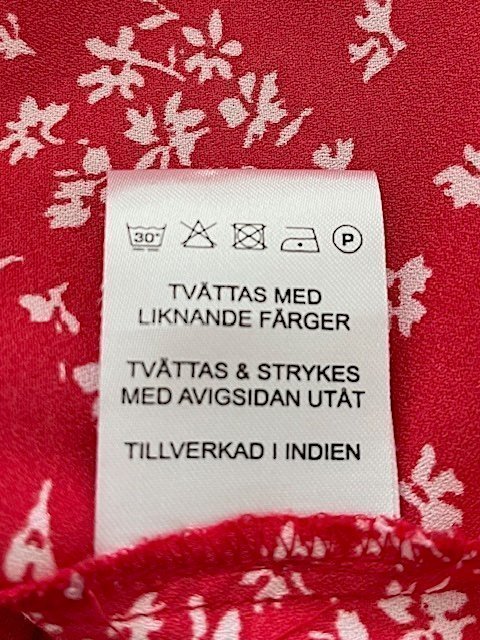 30° P
TVÄTTAS MED
LIKNANDE FÄRGER
TVÄTTAS & STRYKES
MED AVIGSIDAN UTÅT
TILLVERKAD I INDIEN